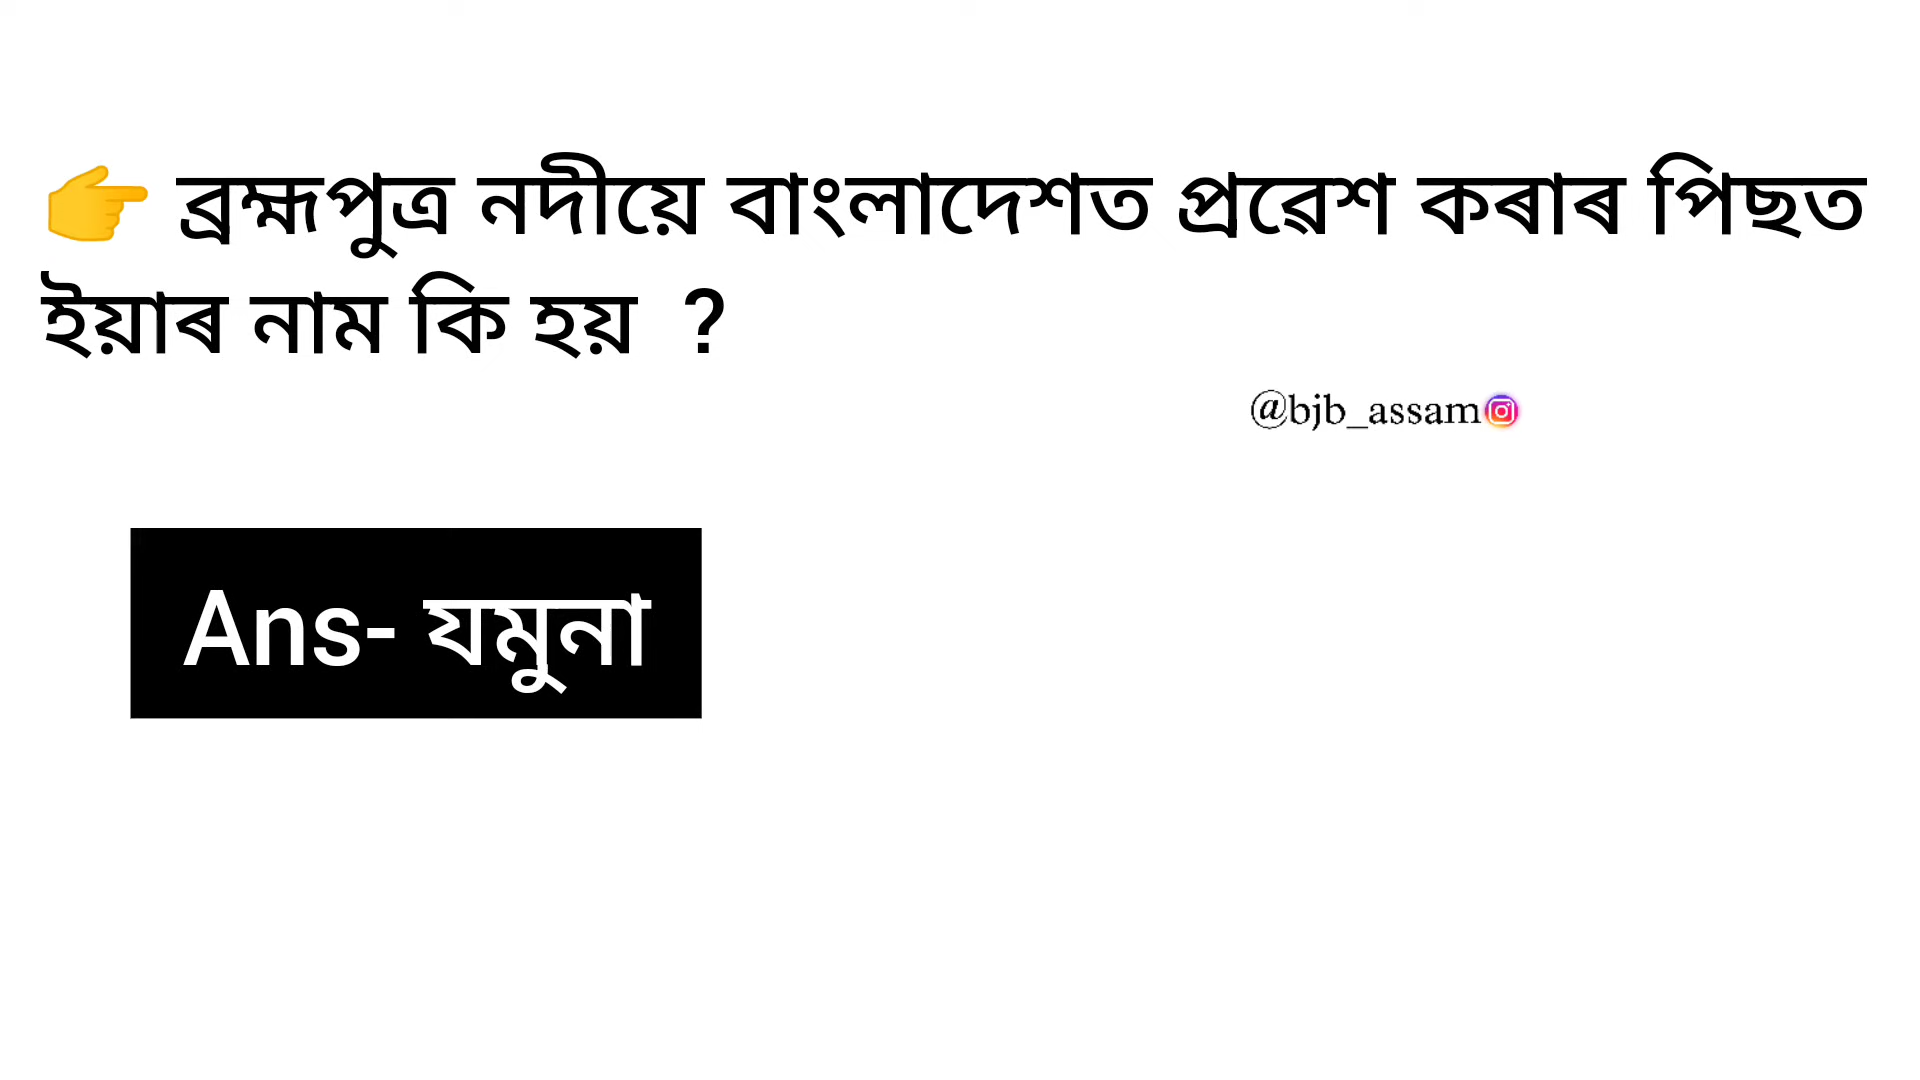 👉 ব্ৰহ্মপুত্ৰ নদীয়ে বাংলাদেশত প্ৰৱেশ কৰাৰ পিছত
ইয়াৰ নাম কি হয় ?
@bjb_assam
Ans- যমুনা